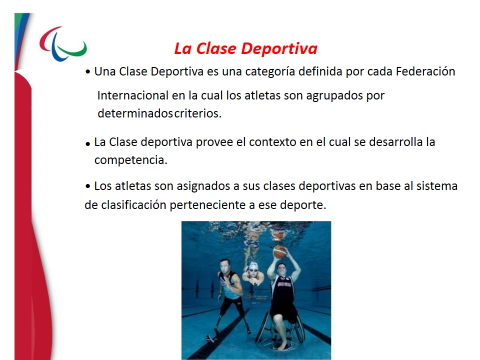 La Clase Deportiva
• Una Clase Deportiva es una categoría definida por cada Federación
Internacional en la cual los atletas son agrupados por
determinadoscriterios.
• La Clase deportiva provee el contexto en el cual se desarrolla la
competencia.
• Los atletas son asignados a sus clases deportivas en base al sistema
de clasificación perteneciente a ese deporte.